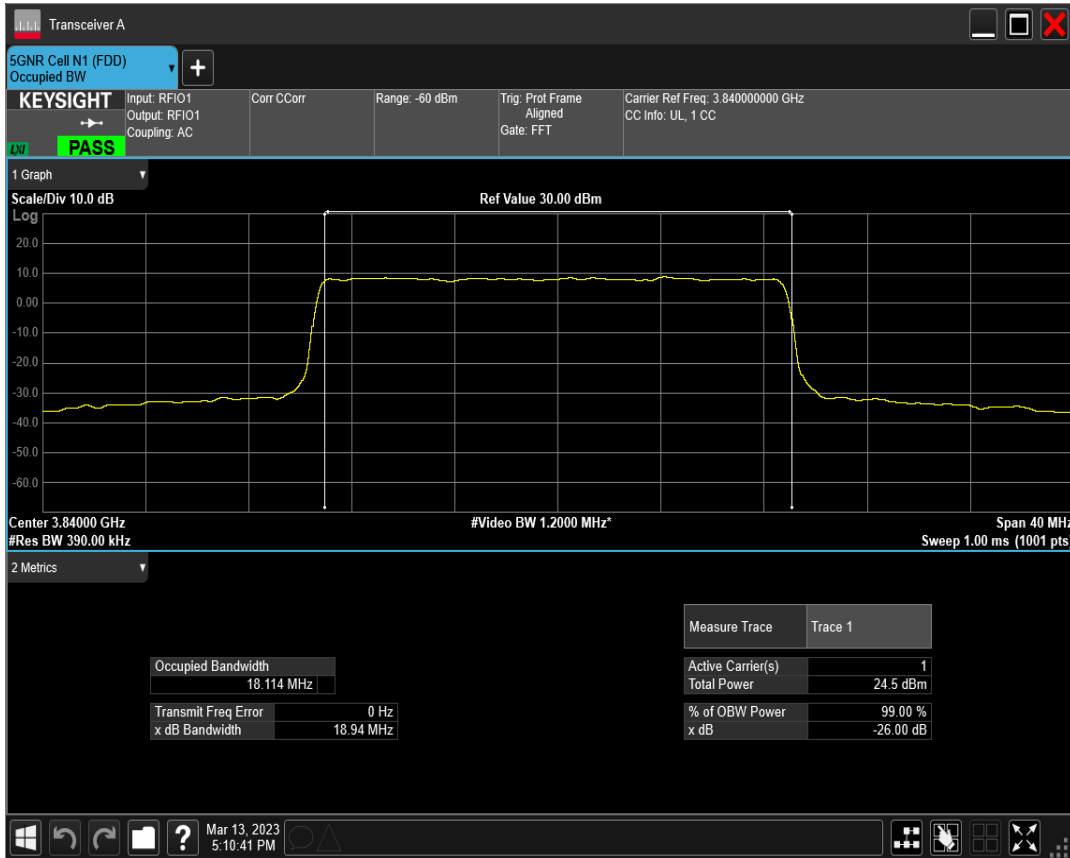 Transceiver A
5GNR Cell N1 (FDD)
Occupied BW
+
KEYSIGHT
LXI
PASS
Input: RFIO1
Output: RFIO1
Coupling: AC
Corr CCorr
Range: -60 dBm
Trig: Prot Frame
Aligned
Gate: FFT
Carrier Ref Freq: 3.840000000 GHz
CC Info: UL, 1 CC
1 Graph
Scale/Div 10.0 dB
Ref Value 30.00 dBm
Log
20.0
10.0
0.00
-10.0
-20.0
-30.0
-40.0
-50.0
-60.0
Center 3.84000 GHz
#Video BW 1.2000 MHz*
Span 40 MHz
#Res BW 390.00 kHz
Sweep 1.00 ms (1001 pts)
2 Metrics
Measure Trace Trace 1
Occupied Bandwidth
18.114 MHz
Active Carrier(s) 1
Total Power 24.5 dBm
Transmit Freq Error 0 Hz
x dB Bandwidth 18.94 MHz
% of OBW Power 99.00 %
x dB -26.00 dB
?
Mar 13, 2023
5:10:41 PM